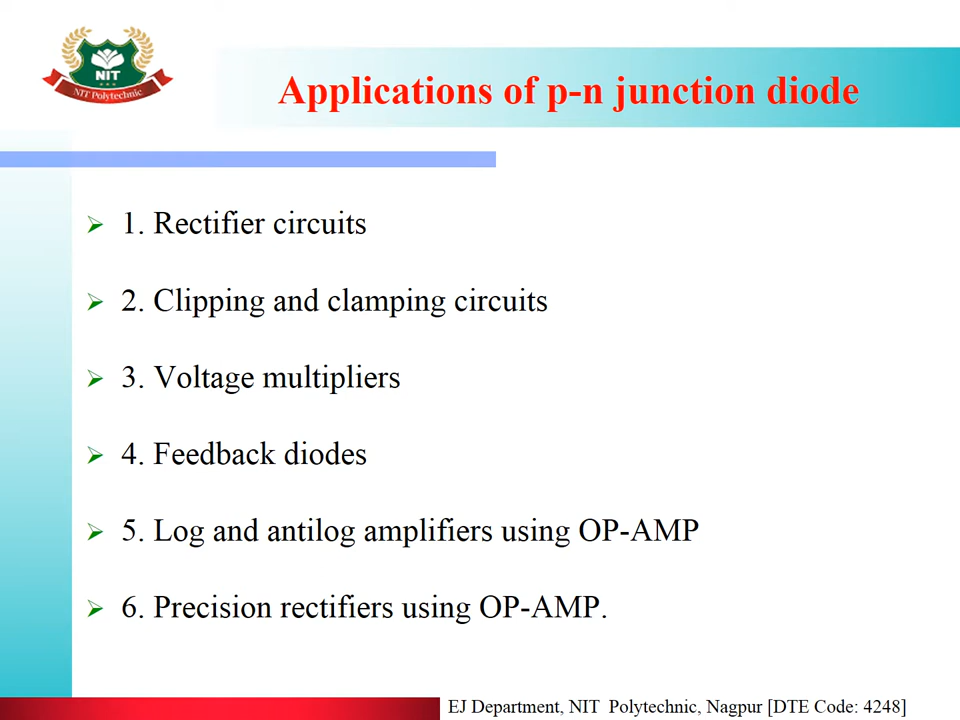 NIT
NIT Polytechnic
Applications of p-n junction diode
1. Rectifier circuits
2. Clipping and clamping circuits
3. Voltage multipliers
4. Feedback diodes
5. Log and antilog amplifiers using OP-AMP
6. Precision rectifiers using OP-AMP.
EJ Department, NIT Polytechnic, Nagpur [DTE Code: 4248]